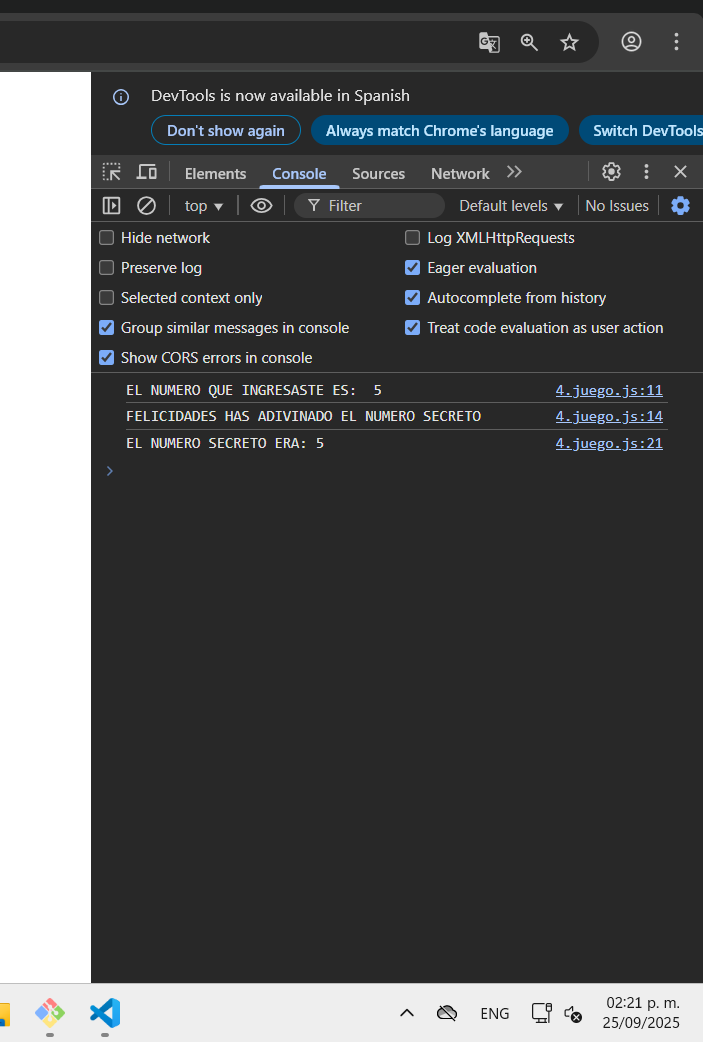 DevTools is now available in Spanish
Don't show again Always match Chrome's language Switch DevTools
Elements Console Sources Network
top Filter Default levels No Issues
Hide network Log XMLHttpRequests
Preserve log Eager evaluation
Selected context only Autocomplete from history
Group similar messages in console Treat code evaluation as user action
Show CORS errors in console
EL NUMERO QUE INGRESASTE ES:  5 4.juego.js:11
FELICIDADES HAS ADIVINADO EL NUMERO SECRETO 4.juego.js:14
EL NUMERO SECRETO ERA: 5 4.juego.js:21
ENG 02:21 p. m.
25/09/2025